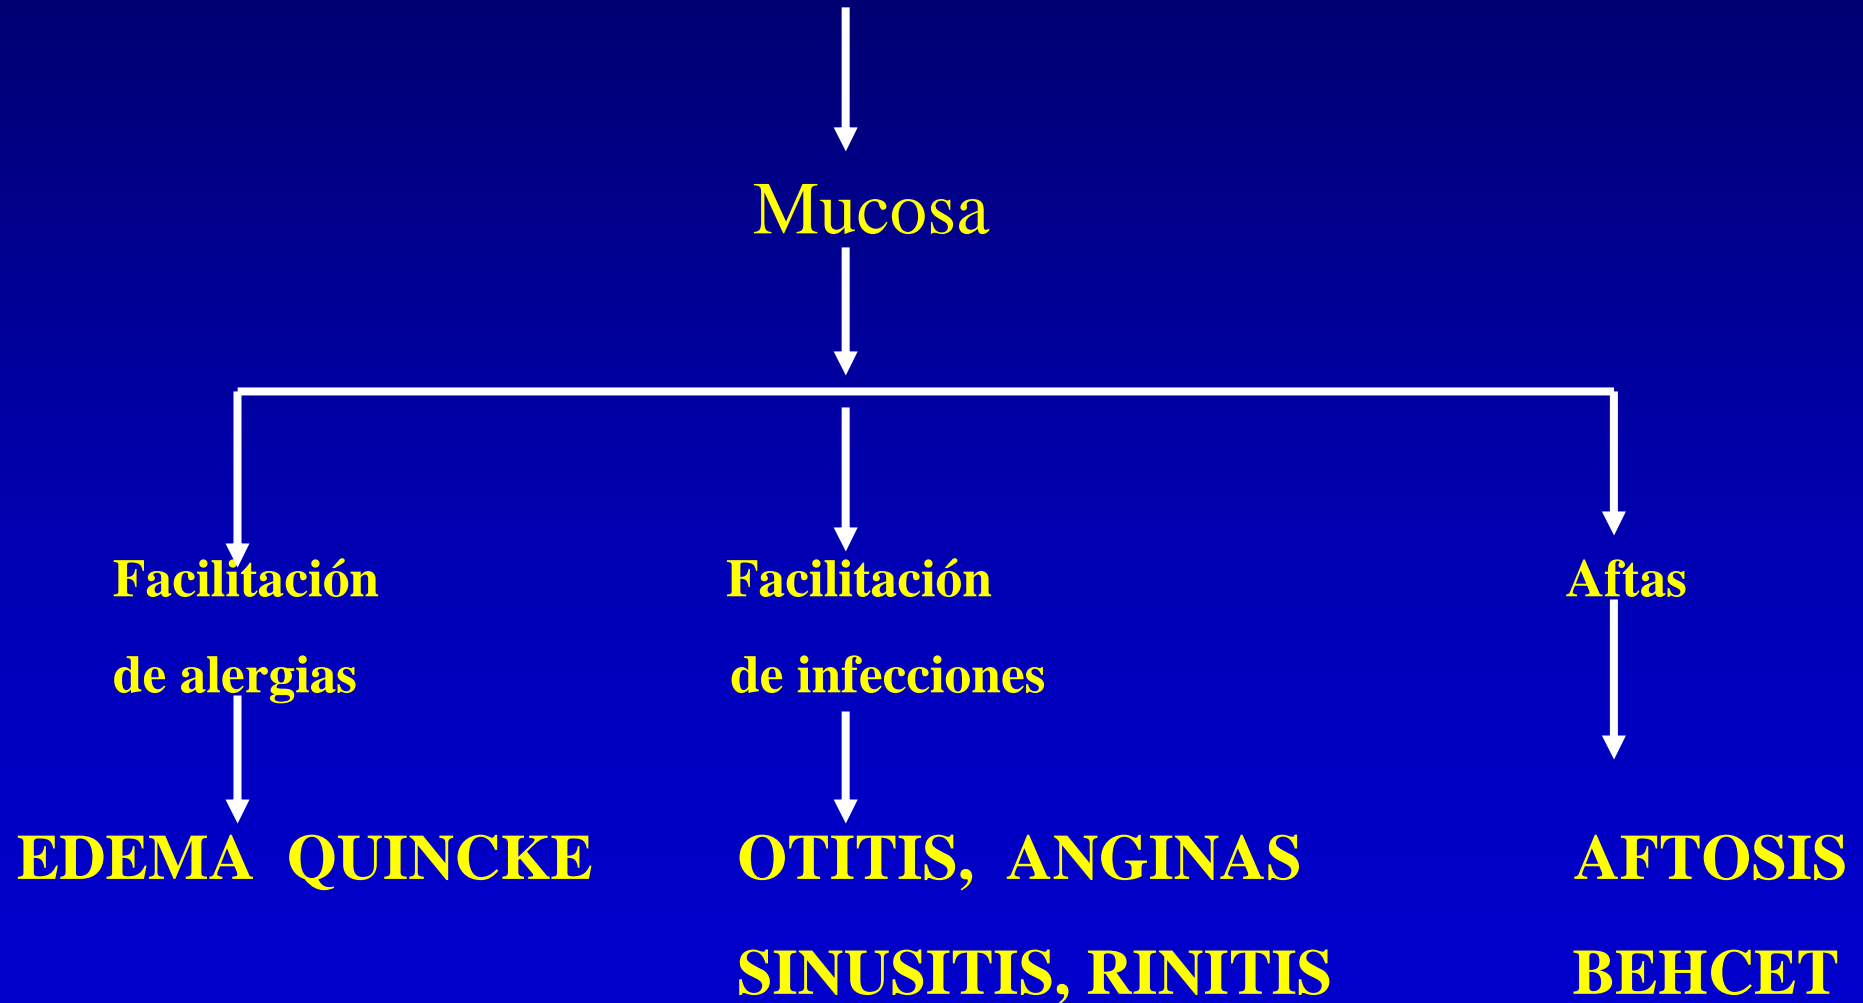 Mucosa
Facilitación
de alergias
Facilitación
de infecciones
Aftas
EDEMA QUINCKE
OTITIS, ANGINAS
SINUSITIS, RINITIS
AFTOSIS
BEHCET